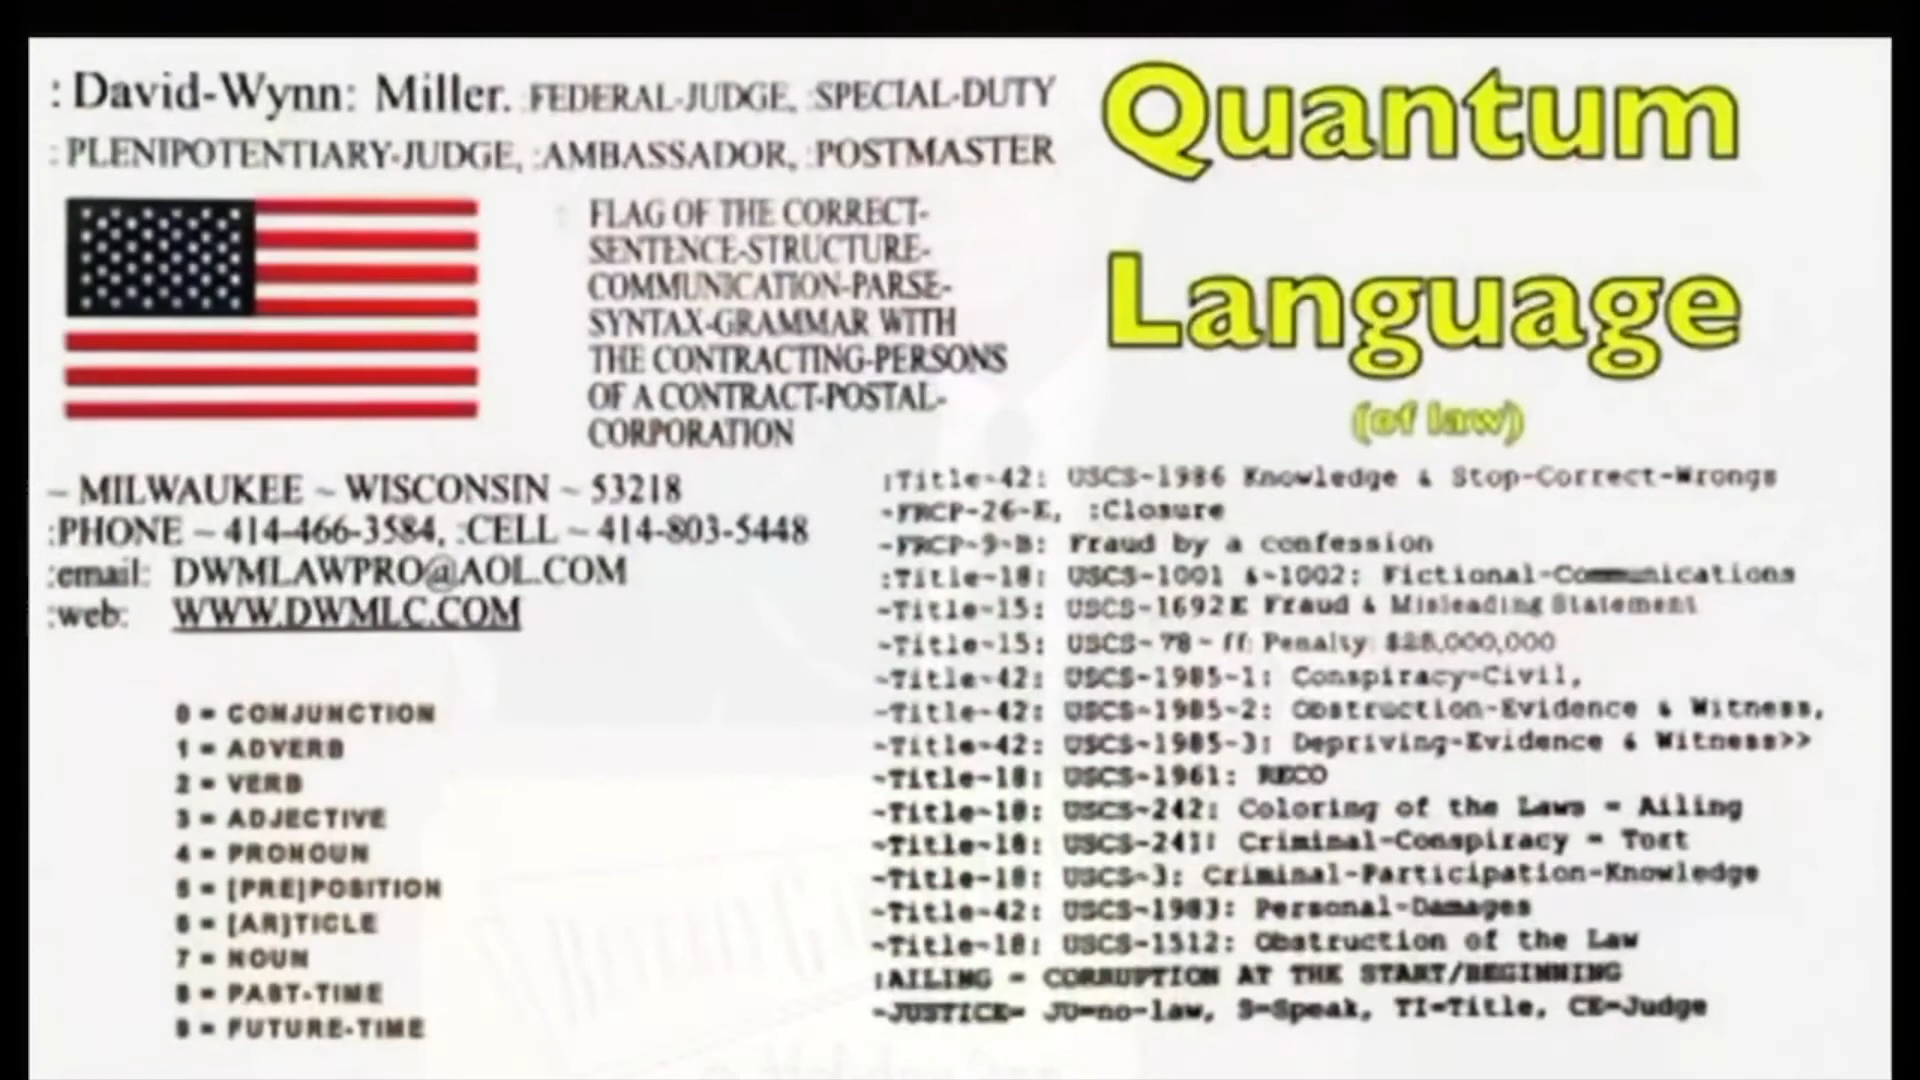 :David-Wynn: Miller. :FEDERAL-JUDGE, :SPECIAL-DUTY
:PLENIPOTENTIARY-JUDGE, :AMBASSADOR, :POSTMASTER
: FLAG OF THE CORRECT-
SENTENCE-STRUCTURE-
COMMUNICATION-PARSE-
SYNTAX-GRAMMAR WITH
THE CONTRACTING-PERSONS
OF A CONTRACT-POSTAL-
CORPORATION
~ MILWAUKEE ~ WISCONSIN ~ 53218
:PHONE ~ 414-466-3584, :CELL ~ 414-803-5448
:email: DWMLAWPRO@AOL.COM
:web: WWW.DWMLC.COM
0 = CONJUNCTION
1 = ADVERB
2 = VERB
3 = ADJECTIVE
4 = PRONOUN
5 = [PRE]POSITION
6 = [AR]TICLE
7 = NOUN
8 = PAST-TIME
9 = FUTURE-TIME
Quantum
Language
(of law)
:Title-42: USCS-1986 Knowledge & Stop-Correct-Wrongs
~FRCP-26-E, :Closure
~FRCP-9-B: Fraud by a confession
:Title-18: USCS-1001 &~1002: Fictional-Communications
~Title~15: USCS-1692E Fraud & Misleading Statement
~Title~15: USCS~78~ff: Penalty: $25,000,000
~Title~42: USCS~1985-1: Conspiracy-Civil,
~Title~42: USCS~1985-2: Obstruction-Evidence & Witness,
~Title~42: USCS~1985-3: Depriving-Evidence & Witness>>
~Title~18: USCS~1961: RECO
~Title~18: USCS~242: Coloring of the Laws = Ailing
~Title~18: USCS~241: Criminal-Conspiracy = Tort
~Title~18: USCS~3: Criminal-Participation-Knowledge
~Title~42: USCS~1983: Personal-Damages
~Title~18: USCS~1512: Obstruction of the Law
:AILING = CORRUPTION AT THE START/BEGINNING
~JUSTICE= JU=no-law, S=Speak, TI=Title, CE=Judge